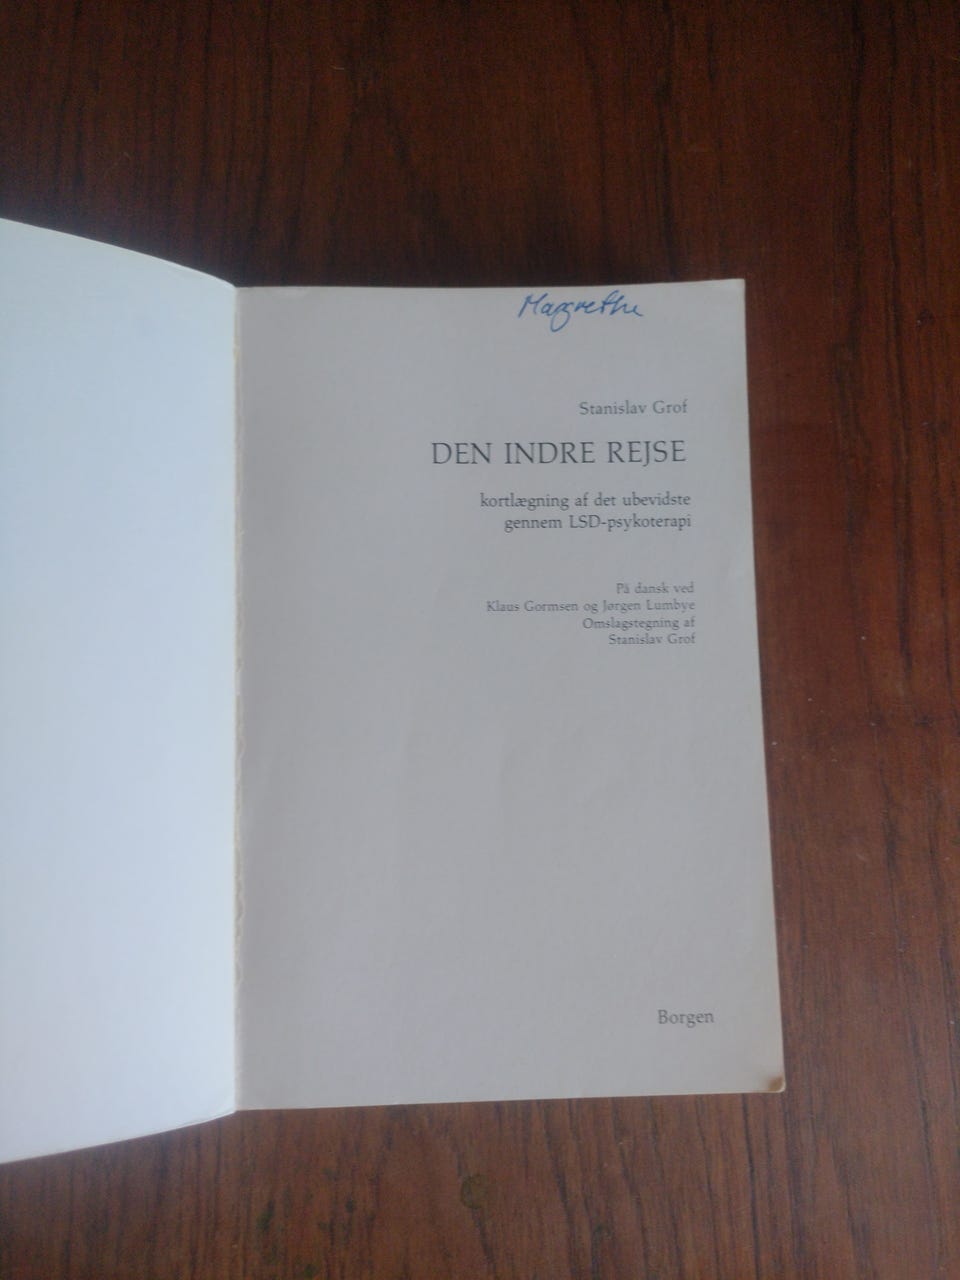 Magrethe
Stanislav Grof
DEN INDRE REJSE
kortlægning af det ubevidste
gennem LSD-psykoterapi
På dansk ved
Klaus Gormsen og Jørgen Lumbye
Omslagstegning af
Stanislav Grof
Borgen